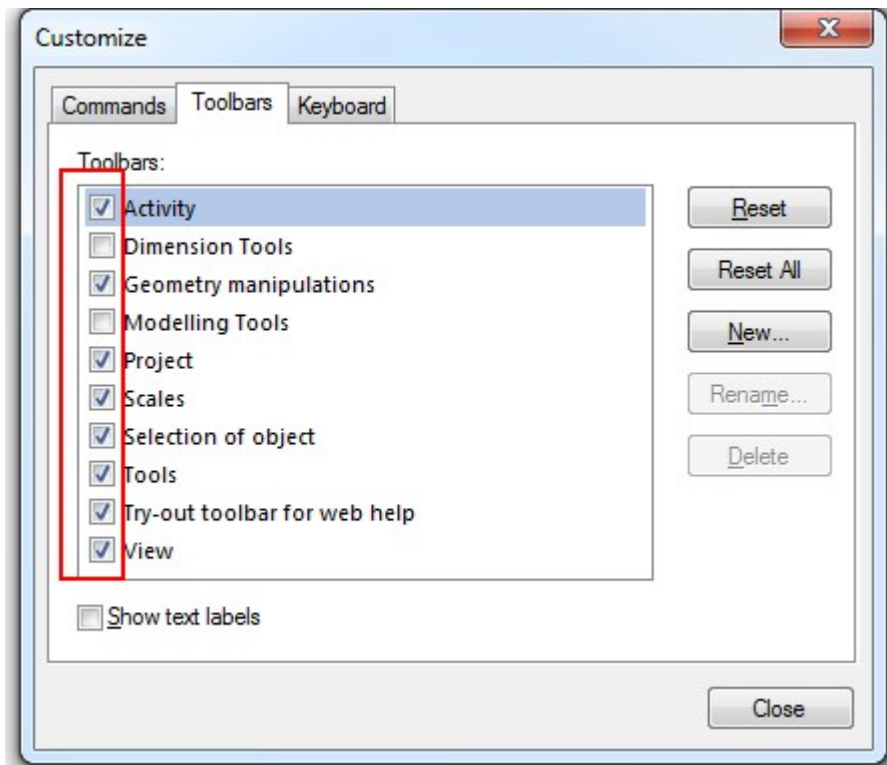 Customize
Commands Toolbars Keyboard
Toolbars:
Activity
Dimension Tools
Geometry manipulations
Modelling Tools
Project
Scales
Selection of object
Tools
Try-out toolbar for web help
View
Reset
Reset All
New...
Rename...
Delete
Show text labels
Close